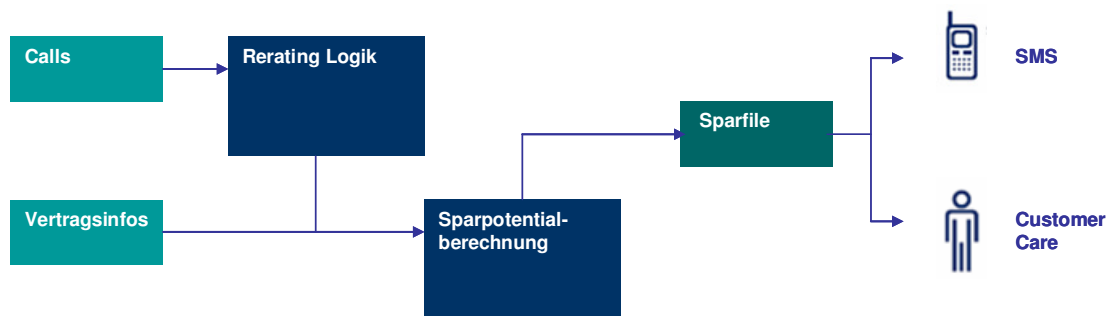 Calls
Rerating Logik
SMS
Sparfile
Vertragsinfos
Sparpotential-
berechnung
Customer
Care